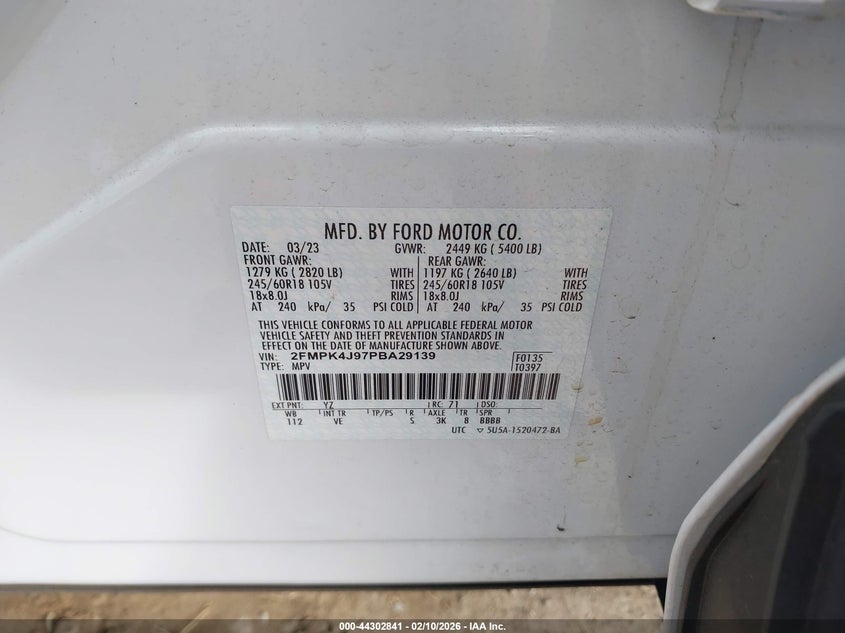 MFD. BY FORD MOTOR CO.
DATE: 03/23 GVWR: 2449 KG ( 5400 LB)
FRONT GAWR: REAR GAWR:
1279 KG ( 2820 LB) WITH 1197 KG ( 2640 LB) WITH
245/60R18 105V TIRES 245/60R18 105V TIRES
18x8.0J RIMS 18x8.0J RIMS
AT 240 kPa/ 35 PSI COLD AT 240 kPa/ 35 PSI COLD
THIS VEHICLE CONFORMS TO ALL APPLICABLE FEDERAL MOTOR
VEHICLE SAFETY AND THEFT PREVENTION STANDARDS IN
EFFECT ON THE DATE OF MANUFACTURE SHOWN ABOVE.
VIN: 2FMPK4J97PBA29139 F0135
TYPE: MPV T0397
EXT PNT: YZ RC: 71 DSO:
WB INT TR TP/PS R AXLE TR SPR
112 VE S 3K 8 BBBB
UTC ▽ 5U5A-1520472-BA
000-44302841 - 02/10/2026 - IAA Inc.